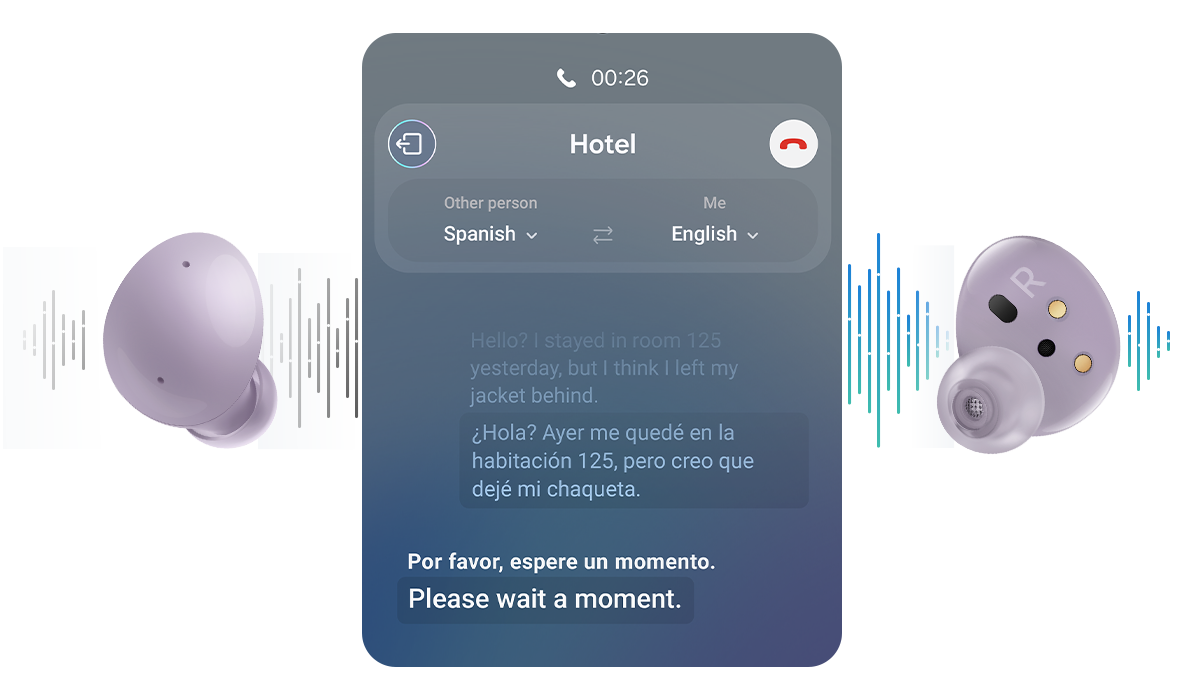 00:26
Hotel
Other person
Me
Spanish
English
Hello? I stayed in room 125
yesterday, but I think I left my
jacket behind.
¿Hola? Ayer me quedé en la
habitación 125, pero creo que
dejé mi chaqueta.
Por favor, espere un momento.
Please wait a moment.
R